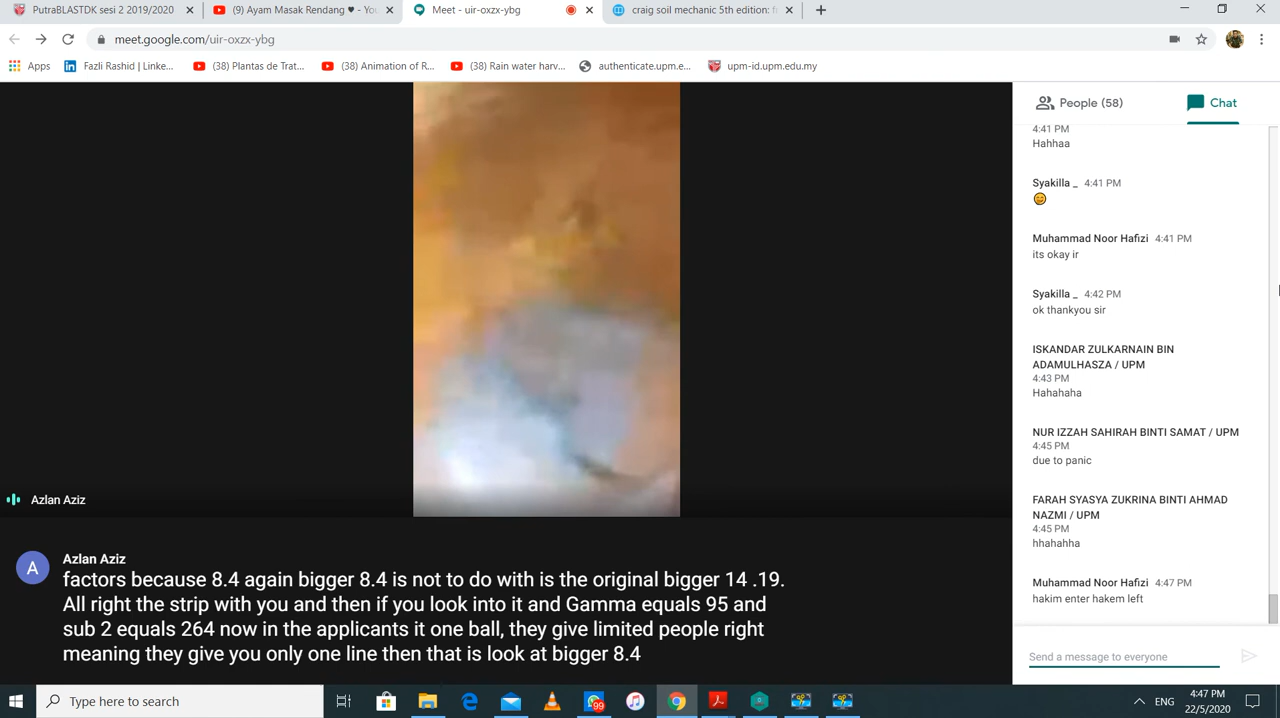 PutraBLASTDK sesi 2 2019/2020
(9) Ayam Masak Rendang ♥ - Yo
Meet - uir-oxzx-ybg
craig soil mechanic 5th edition: f
meet.google.com/uir-oxzx-ybg
Apps
Fazli Rashid | Linke...
(38) Plantas de Trat...
(38) Animation of R...
(38) Rain water harv...
authenticate.upm.e...
upm-id.upm.edu.my
People (58)
Chat
4:41 PM
Hahhaa
Syakilla _ 4:41 PM
Muhammad Noor Hafizi 4:41 PM
its okay ir
Syakilla _ 4:42 PM
ok thankyou sir
ISKANDAR ZULKARNAIN BIN
ADAMULHASZA / UPM
4:43 PM
Hahahaha
NUR IZZAH SAHIRAH BINTI SAMAT / UPM
4:45 PM
due to panic
FARAH SYASYA ZUKRINA BINTI AHMAD
NAZMI / UPM
4:45 PM
hhahahha
Muhammad Noor Hafizi 4:47 PM
hakim enter hakem left
Send a message to everyone
Azlan Aziz
A
Azlan Aziz
factors because 8.4 again bigger 8.4 is not to do with is the original bigger 14 .19.
All right the strip with you and then if you look into it and Gamma equals 95 and
sub 2 equals 264 now in the applicants it one ball, they give limited people right
meaning they give you only one line then that is look at bigger 8.4
Type here to search
99
ENG
4:47 PM
22/5/2020